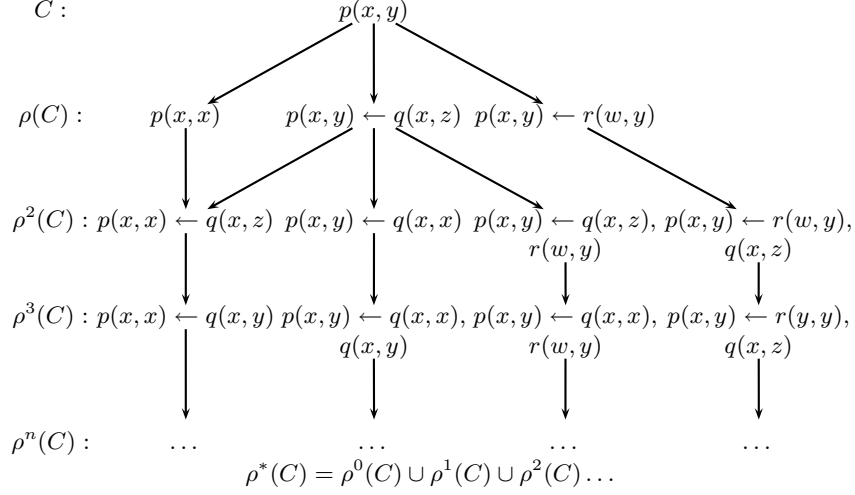 C : p(x, y)
ρ(C) : p(x, x) p(x, y) ← q(x, z) p(x, y) ← r(w, y)
ρ²(C) : p(x, x) ← q(x, z) p(x, y) ← q(x, x) p(x, y) ← q(x, z), p(x, y) ← r(w, y),
r(w, y) q(x, z)
ρ³(C) : p(x, x) ← q(x, y) p(x, y) ← q(x, x), p(x, y) ← q(x, x), p(x, y) ← r(y, y),
q(x, y) r(w, y) q(x, z)
ρⁿ(C) : ... ... ... ...
ρ*(C) = ρ⁰(C) ∪ ρ¹(C) ∪ ρ²(C) ...